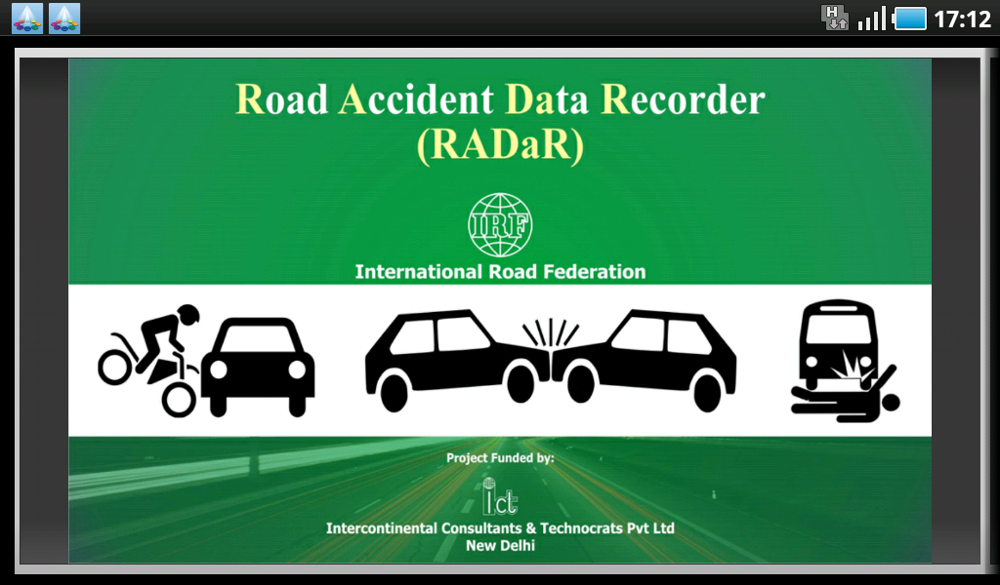 H
17:12
Road Accident Data Recorder
(RADaR)
IRF
International Road Federation
Project Funded by:
ict
Intercontinental Consultants & Technocrats Pvt Ltd
New Delhi